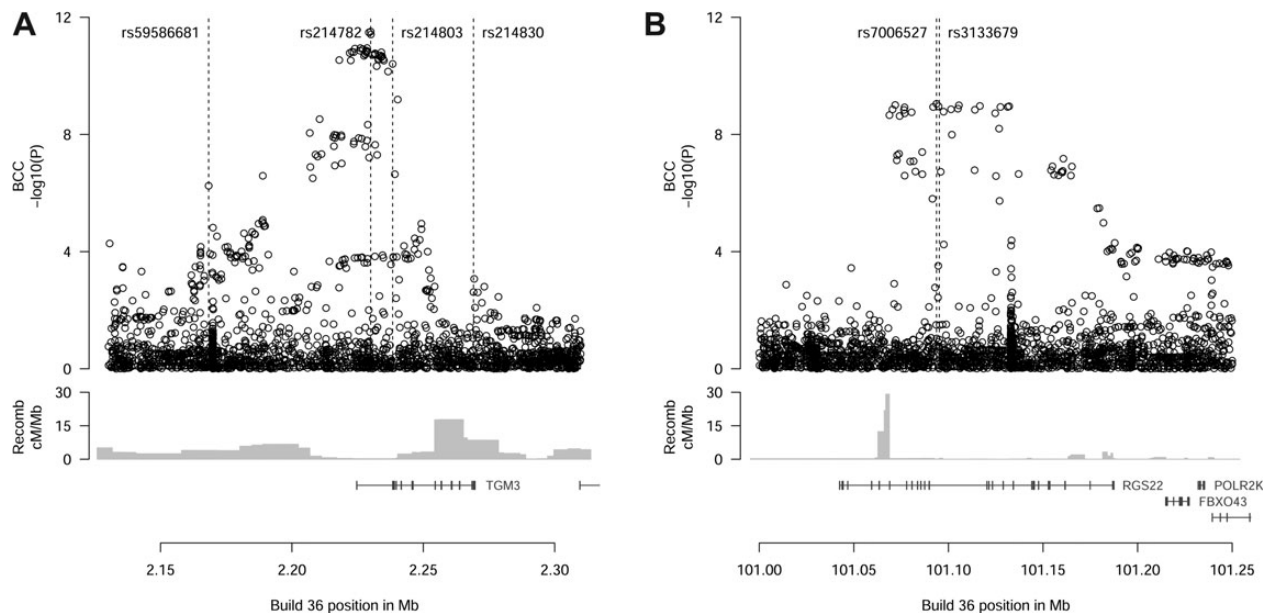 A
12
8
4
0
BCC
−log10(P)
rs59586681
rs214782
rs214803
rs214830
30
15
0
Recomb
cM/Mb
TGM3
2.15
2.20
2.25
2.30
Build 36 position in Mb
B
12
8
4
0
BCC
−log10(P)
rs7006527
rs3133679
30
15
0
Recomb
cM/Mb
RGS22
POLR2K
FBXO43
101.00
101.05
101.10
101.15
101.20
101.25
Build 36 position in Mb